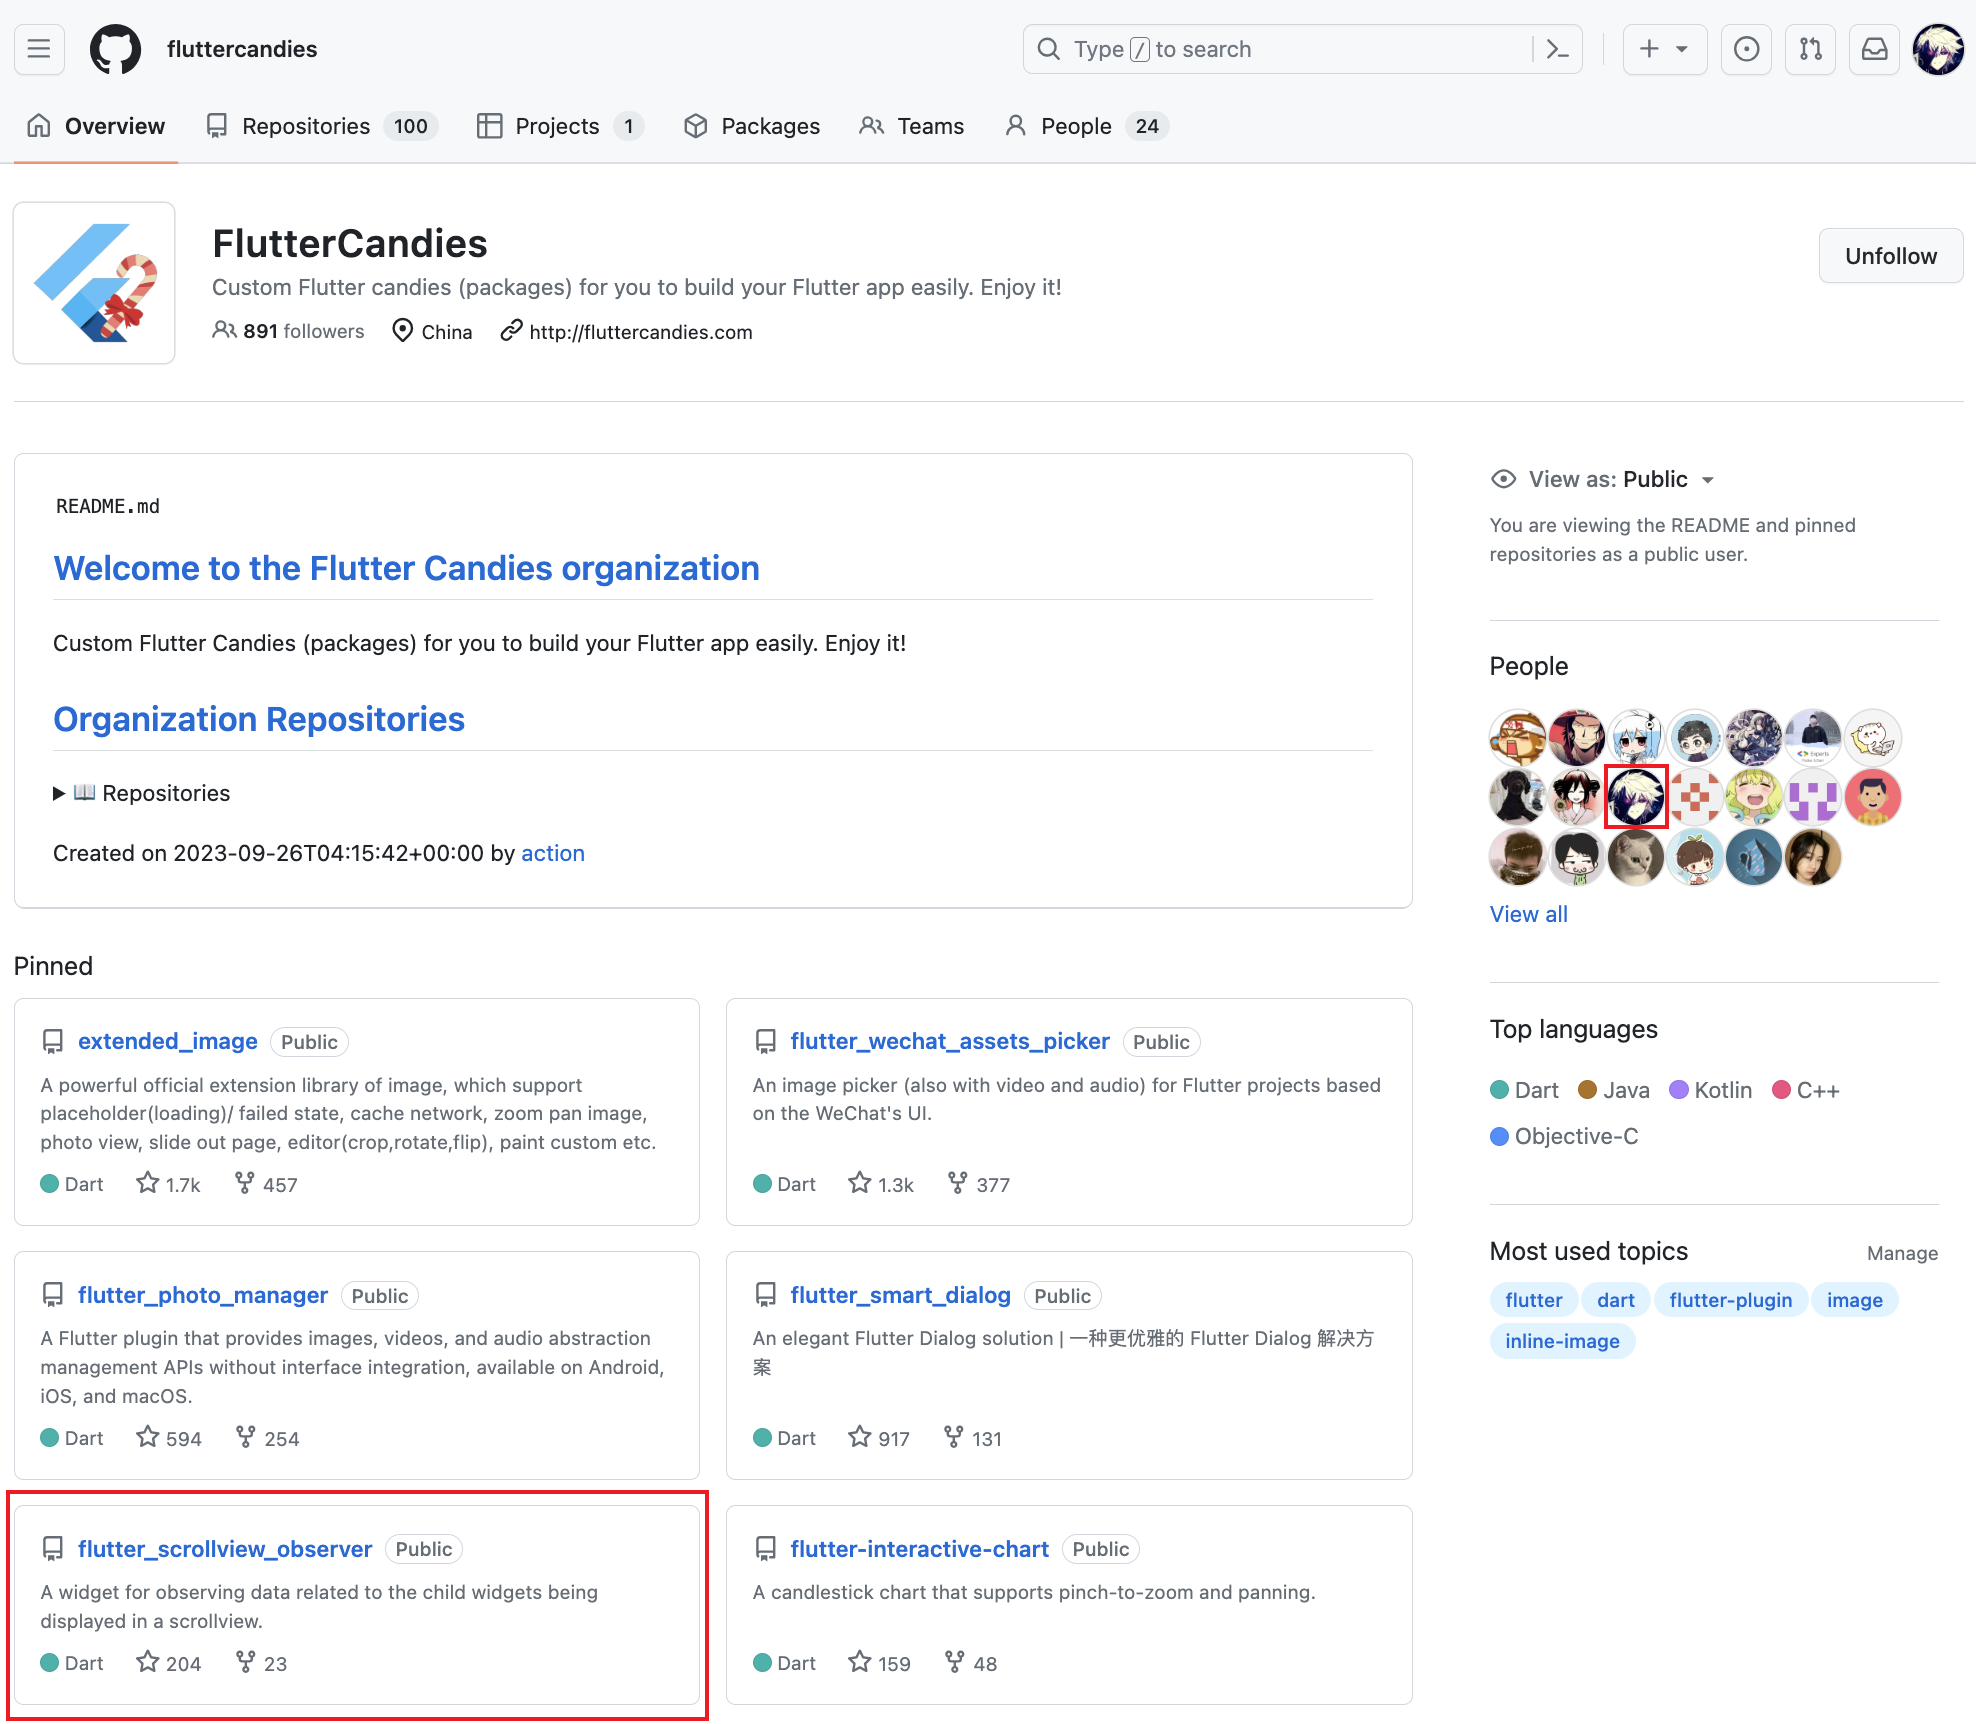 fluttercandies
Type / to search
Overview
Repositories 100
Projects 1
Packages
Teams
People 24
FlutterCandies
Custom Flutter candies (packages) for you to build your Flutter app easily. Enjoy it!
891 followers
China
http://fluttercandies.com
Unfollow
README.md
Welcome to the Flutter Candies organization
Custom Flutter Candies (packages) for you to build your Flutter app easily. Enjoy it!
Organization Repositories
Repositories
Created on 2023-09-26T04:15:42+00:00 by action
Pinned
extended_image Public
A powerful official extension library of image, which support
placeholder(loading)/ failed state, cache network, zoom pan image,
photo view, slide out page, editor(crop,rotate,flip), paint custom etc.
Dart 1.7k 457
flutter_wechat_assets_picker Public
An image picker (also with video and audio) for Flutter projects based
on the WeChat's UI.
Dart 1.3k 377
flutter_photo_manager Public
A Flutter plugin that provides images, videos, and audio abstraction
management APIs without interface integration, available on Android,
iOS, and macOS.
Dart 594 254
flutter_smart_dialog Public
An elegant Flutter Dialog solution | 一种更优雅的 Flutter Dialog 解决方
案
Dart 917 131
flutter_scrollview_observer Public
A widget for observing data related to the child widgets being
displayed in a scrollview.
Dart 204 23
flutter-interactive-chart Public
A candlestick chart that supports pinch-to-zoom and panning.
Dart 159 48
View as: Public
You are viewing the README and pinned
repositories as a public user.
People
View all
Top languages
Dart Java Kotlin C++
Objective-C
Most used topics Manage
flutter dart flutter-plugin image
inline-image